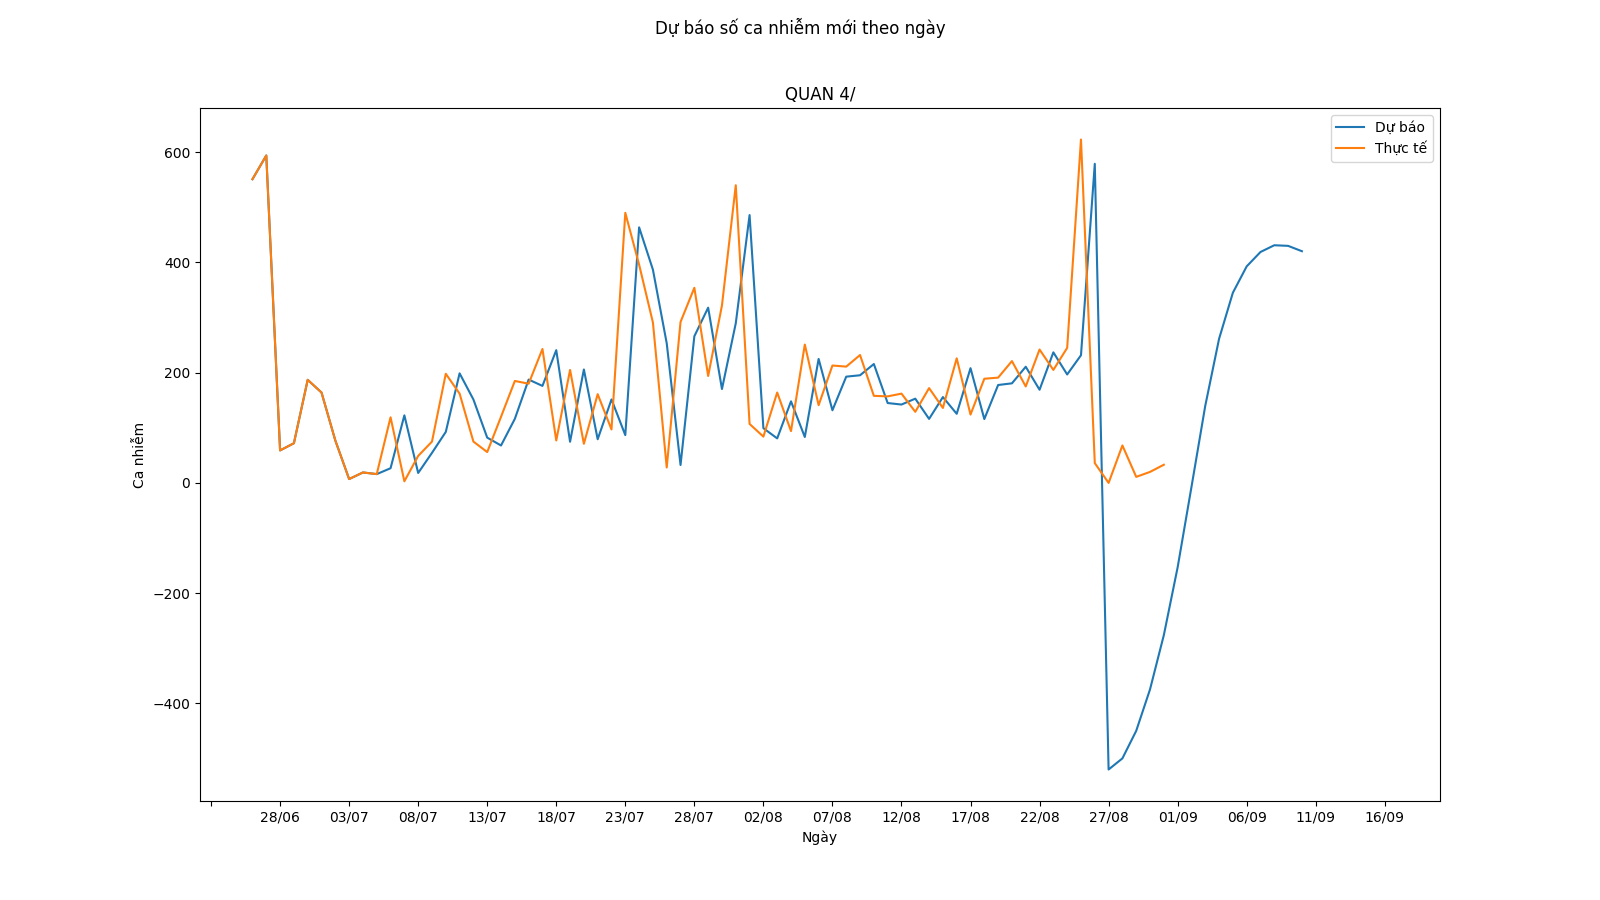 Dự báo số ca nhiễm mới theo ngày
QUAN 4/
Dự báo
Thực tế
600
400
200
0
−200
−400
Ca nhiễm
28/06 03/07 08/07 13/07 18/07 23/07 28/07 02/08 07/08 12/08 17/08 22/08 27/08 01/09 06/09 11/09 16/09
Ngày